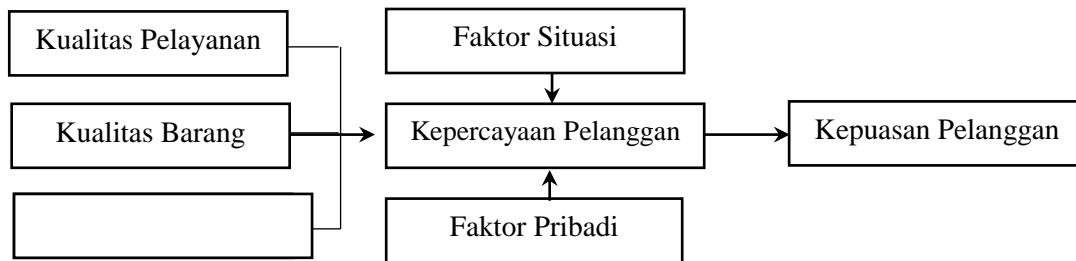 Kualitas Pelayanan
Faktor Situasi
Kualitas Barang
Kepercayaan Pelanggan
Kepuasan Pelanggan
Faktor Pribadi